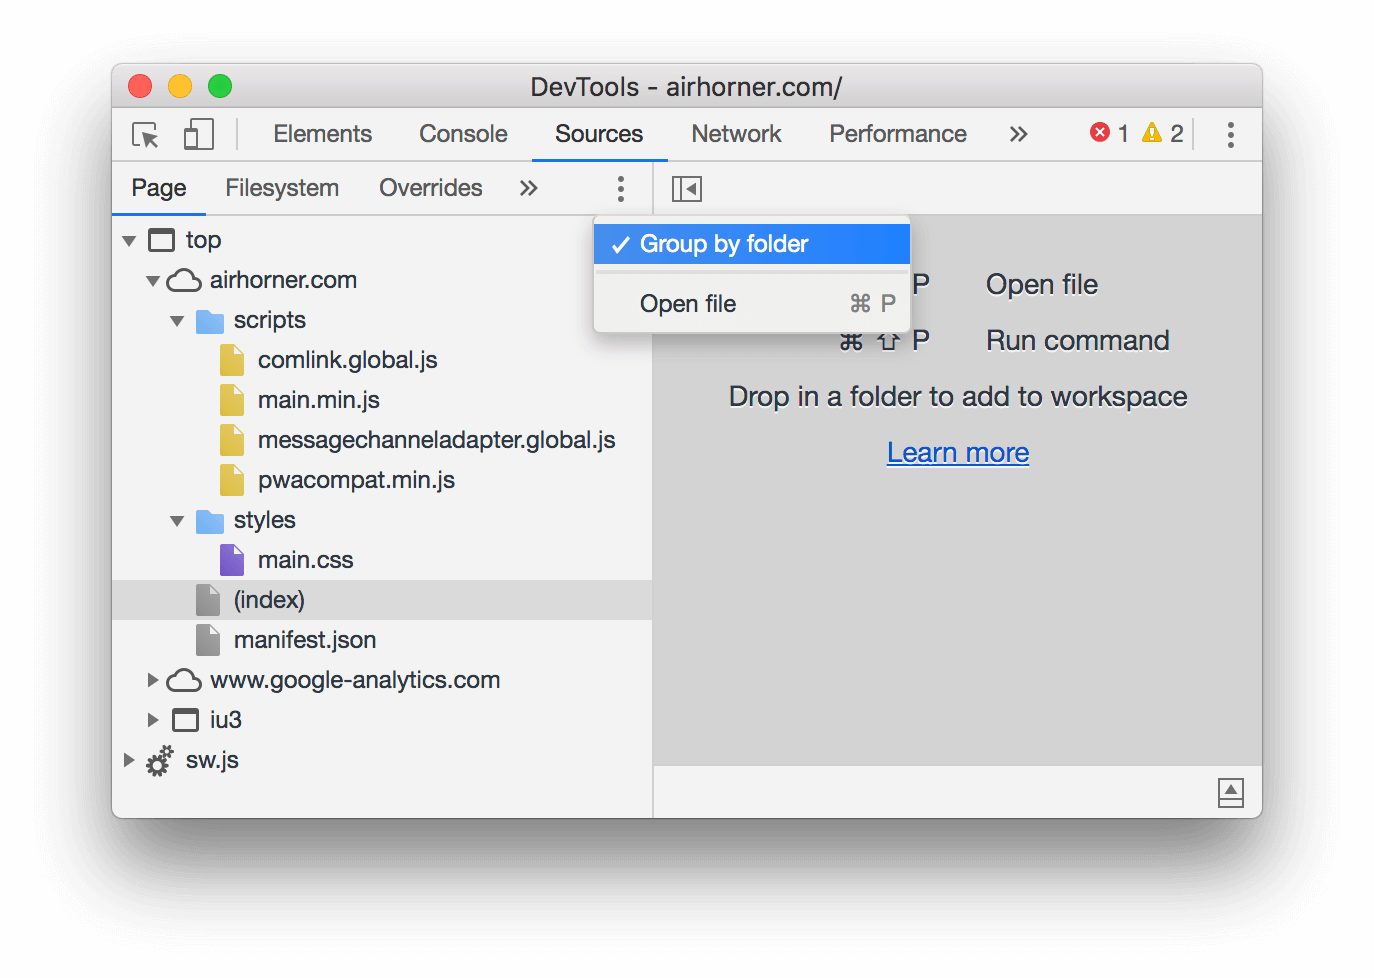 DevTools - airhorner.com/
Elements Console Sources Network Performance » 1 2
Page Filesystem Overrides »
top
airhorner.com
scripts
comlink.global.js
main.min.js
messagechanneladapter.global.js
pwacompat.min.js
styles
main.css
(index)
manifest.json
www.google-analytics.com
iu3
sw.js
✓ Group by folder
Open file ⌘ P
P Open file
⌘ ⇧ P Run command
Drop in a folder to add to workspace
Learn more